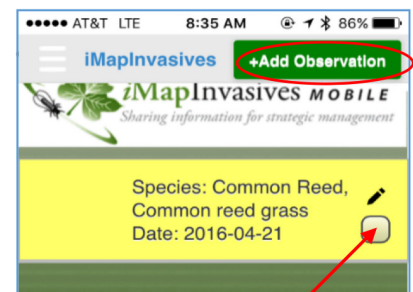 AT&T LTE 8:35 AM 86%
iMapInvasives +Add Observation
iMapInvasives MOBILE
Sharing information for strategic management
Species: Common Reed,
Common reed grass
Date: 2016-04-21